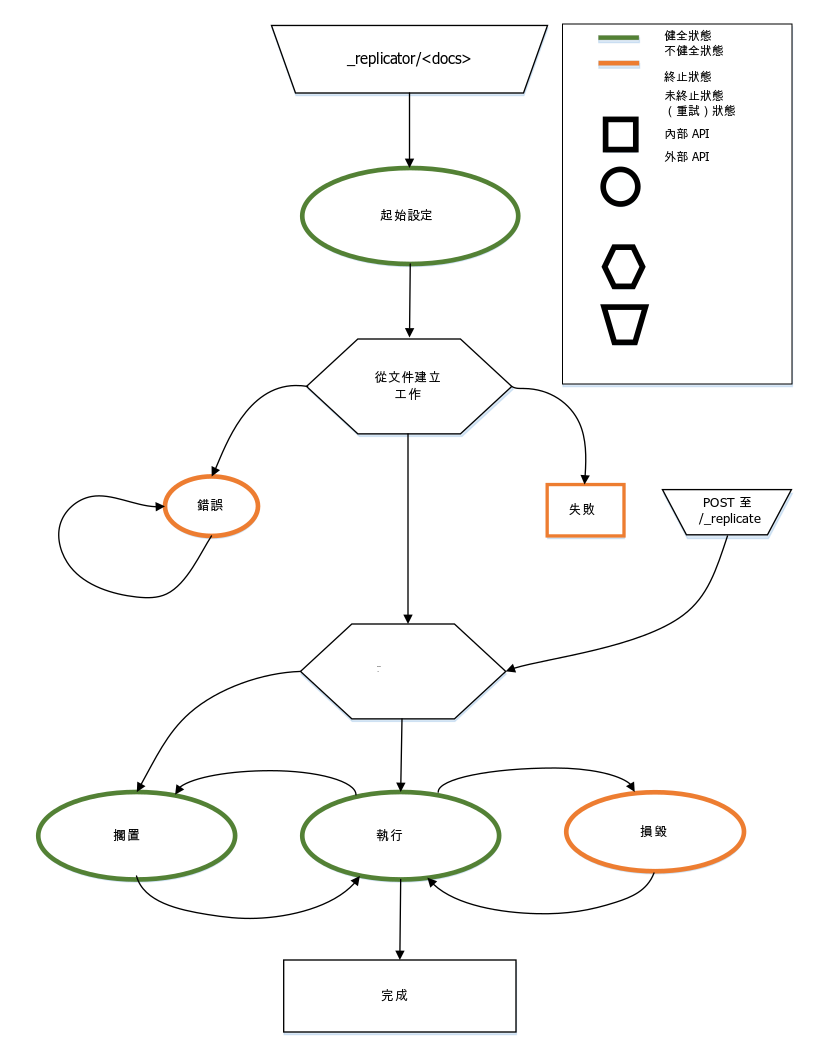 _replicator/<docs>
健全狀態
不健全狀態
終止狀態
未終止狀態
（重試）狀態
內部 API
外部 API
起始設定
從文件建立
工作
錯誤
失敗
POST 至
/_replicate
擱置
執行
損毀
完成